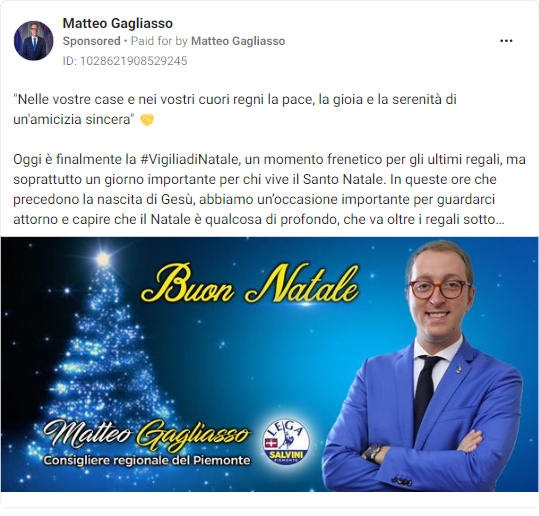 Matteo Gagliasso
Sponsored • Paid for by Matteo Gagliasso
ID: 1028621908529245
"Nelle vostre case e nei vostri cuori regni la pace, la gioia e la serenità di
un'amicizia sincera"
Oggi è finalmente la #VigiliadiNatale, un momento frenetico per gli ultimi regali, ma
soprattutto un giorno importante per chi vive il Santo Natale. In queste ore che
precedono la nascita di Gesù, abbiamo un’occasione importante per guardarci
attorno e capire che il Natale è qualcosa di profondo, che va oltre i regali sotto...
Buon Natale
Matteo Gagliasso
Consigliere regionale del Piemonte
LEGA
SALVINI
PIEMONTE